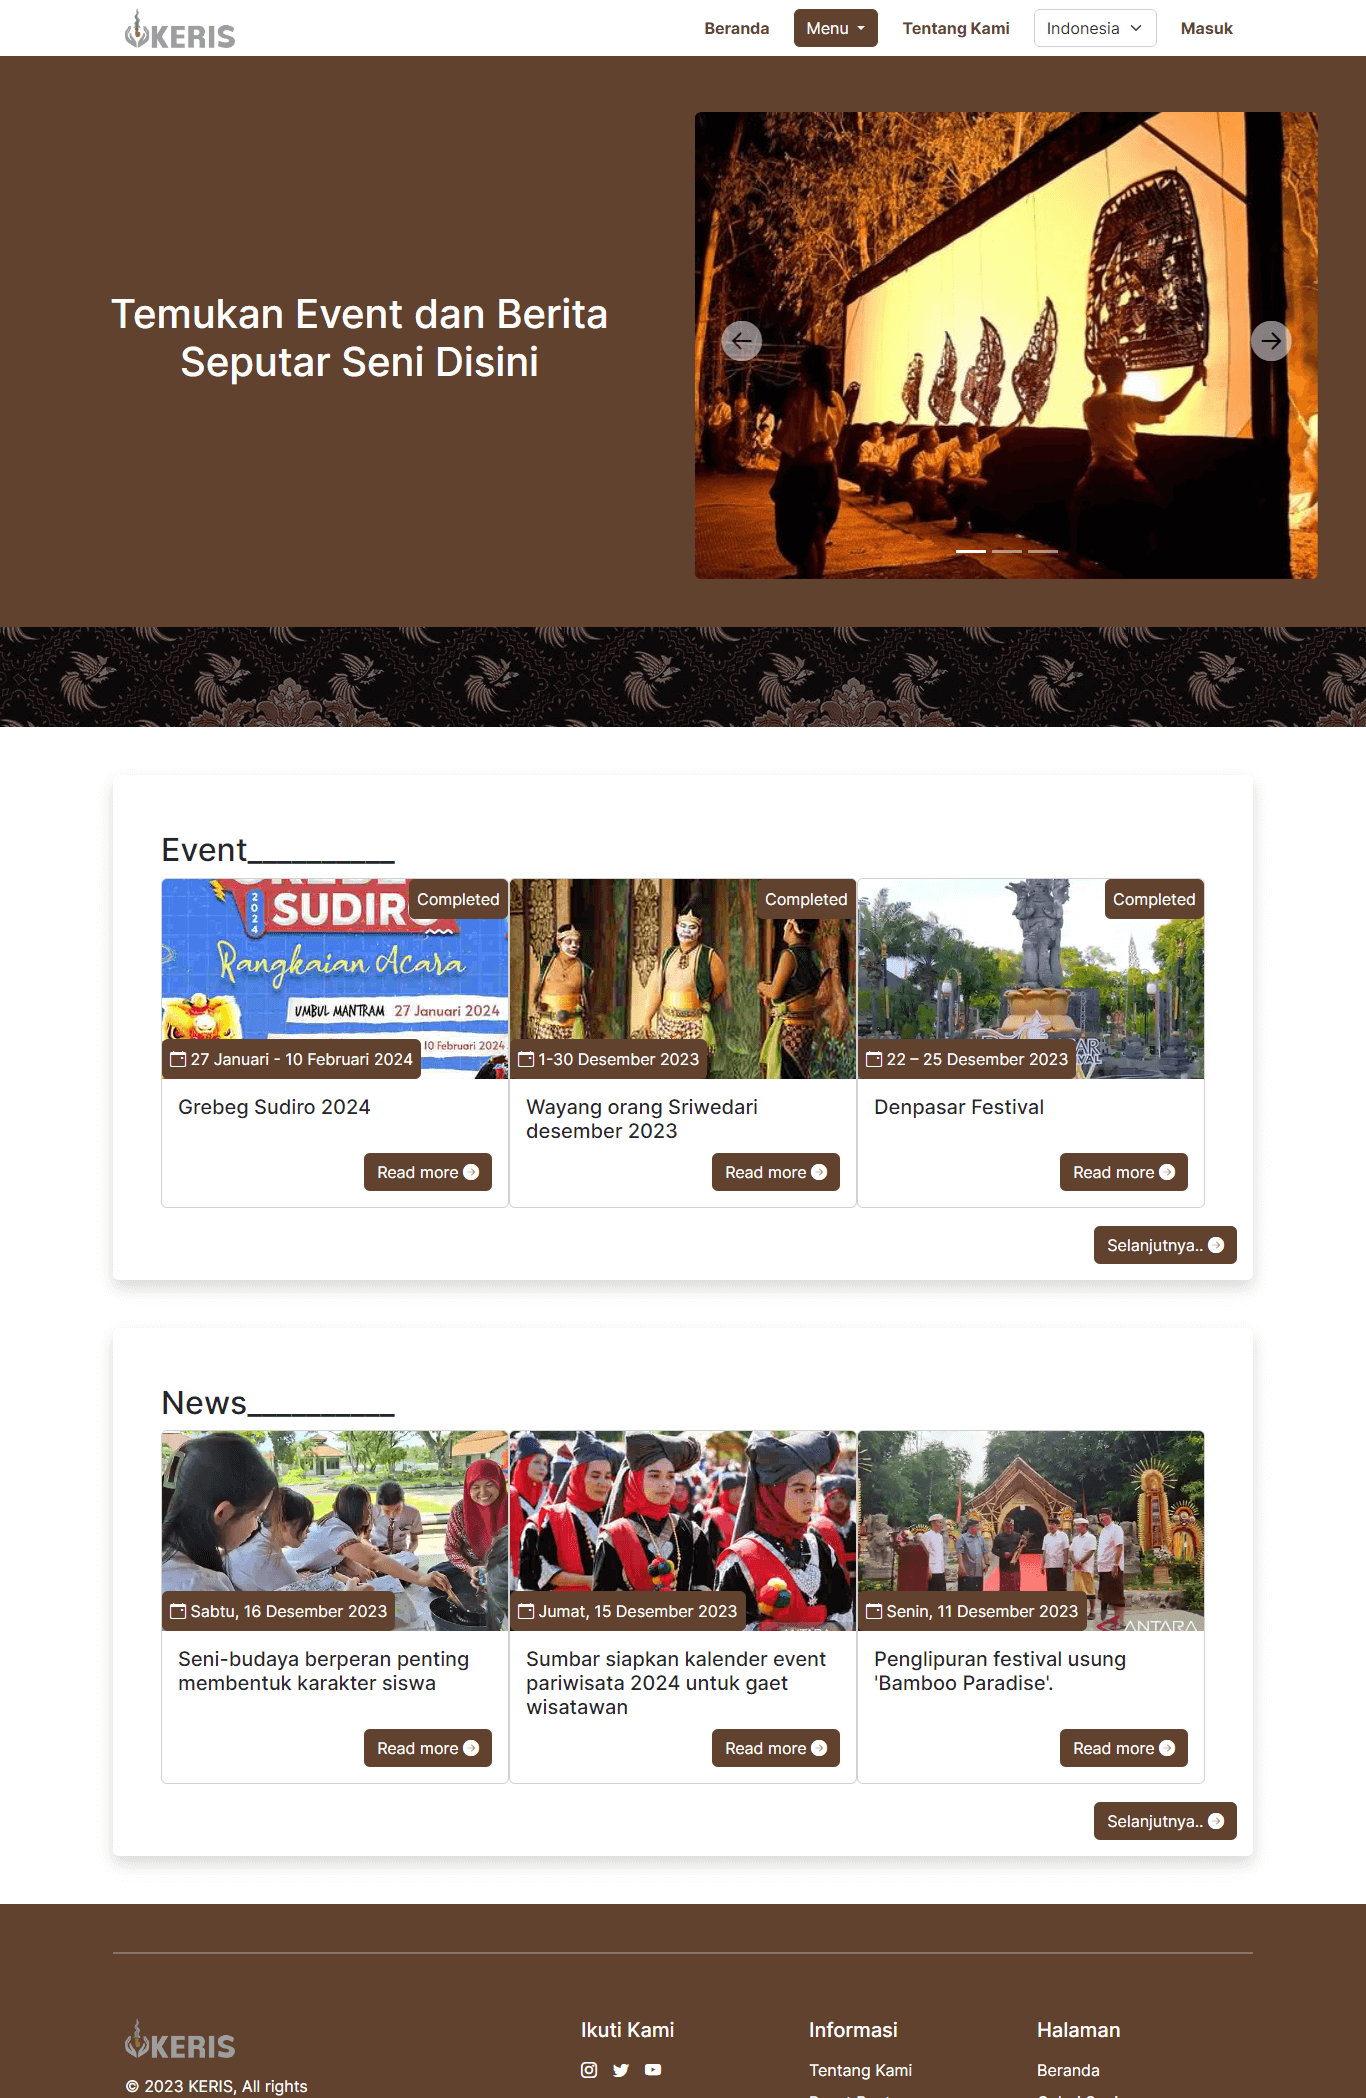 KERIS
Beranda
Menu
Tentang Kami
Indonesia
Masuk
Temukan Event dan Berita
Seputar Seni Disini
Event__________
Completed
2024
SUDIR
Rangkaian Acara
UMBUL MANTRAM 27 Januari 2024
10 Februari 2024
27 Januari - 10 Februari 2024
Grebeg Sudiro 2024
Read more
Completed
1-30 Desember 2023
Wayang orang Sriwedari
desember 2023
Read more
Completed
22 – 25 Desember 2023
Denpasar Festival
Read more
Selanjutnya..
News__________
Sabtu, 16 Desember 2023
Seni-budaya berperan penting
membentuk karakter siswa
Read more
Jumat, 15 Desember 2023
Sumbar siapkan kalender event
pariwisata 2024 untuk gaet
wisatawan
Read more
ANTARA
Senin, 11 Desember 2023
Penglipuran festival usung
'Bamboo Paradise'.
Read more
Selanjutnya..
KERIS
© 2023 KERIS, All rights
Ikuti Kami
Informasi
Tentang Kami
Halaman
Beranda